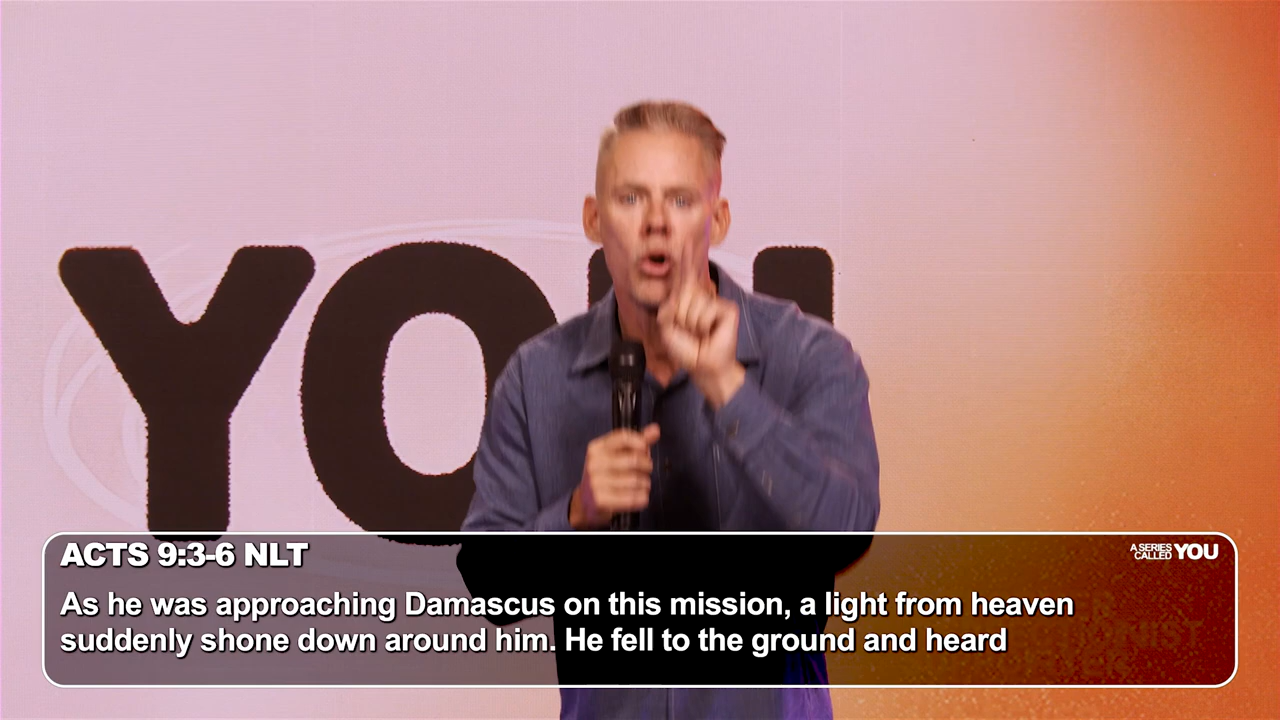 YOU
ACTS 9:3-6 NLT
A SERIES
CALLED YOU
As he was approaching Damascus on this mission, a light from heaven
suddenly shone down around him. He fell to the ground and heard